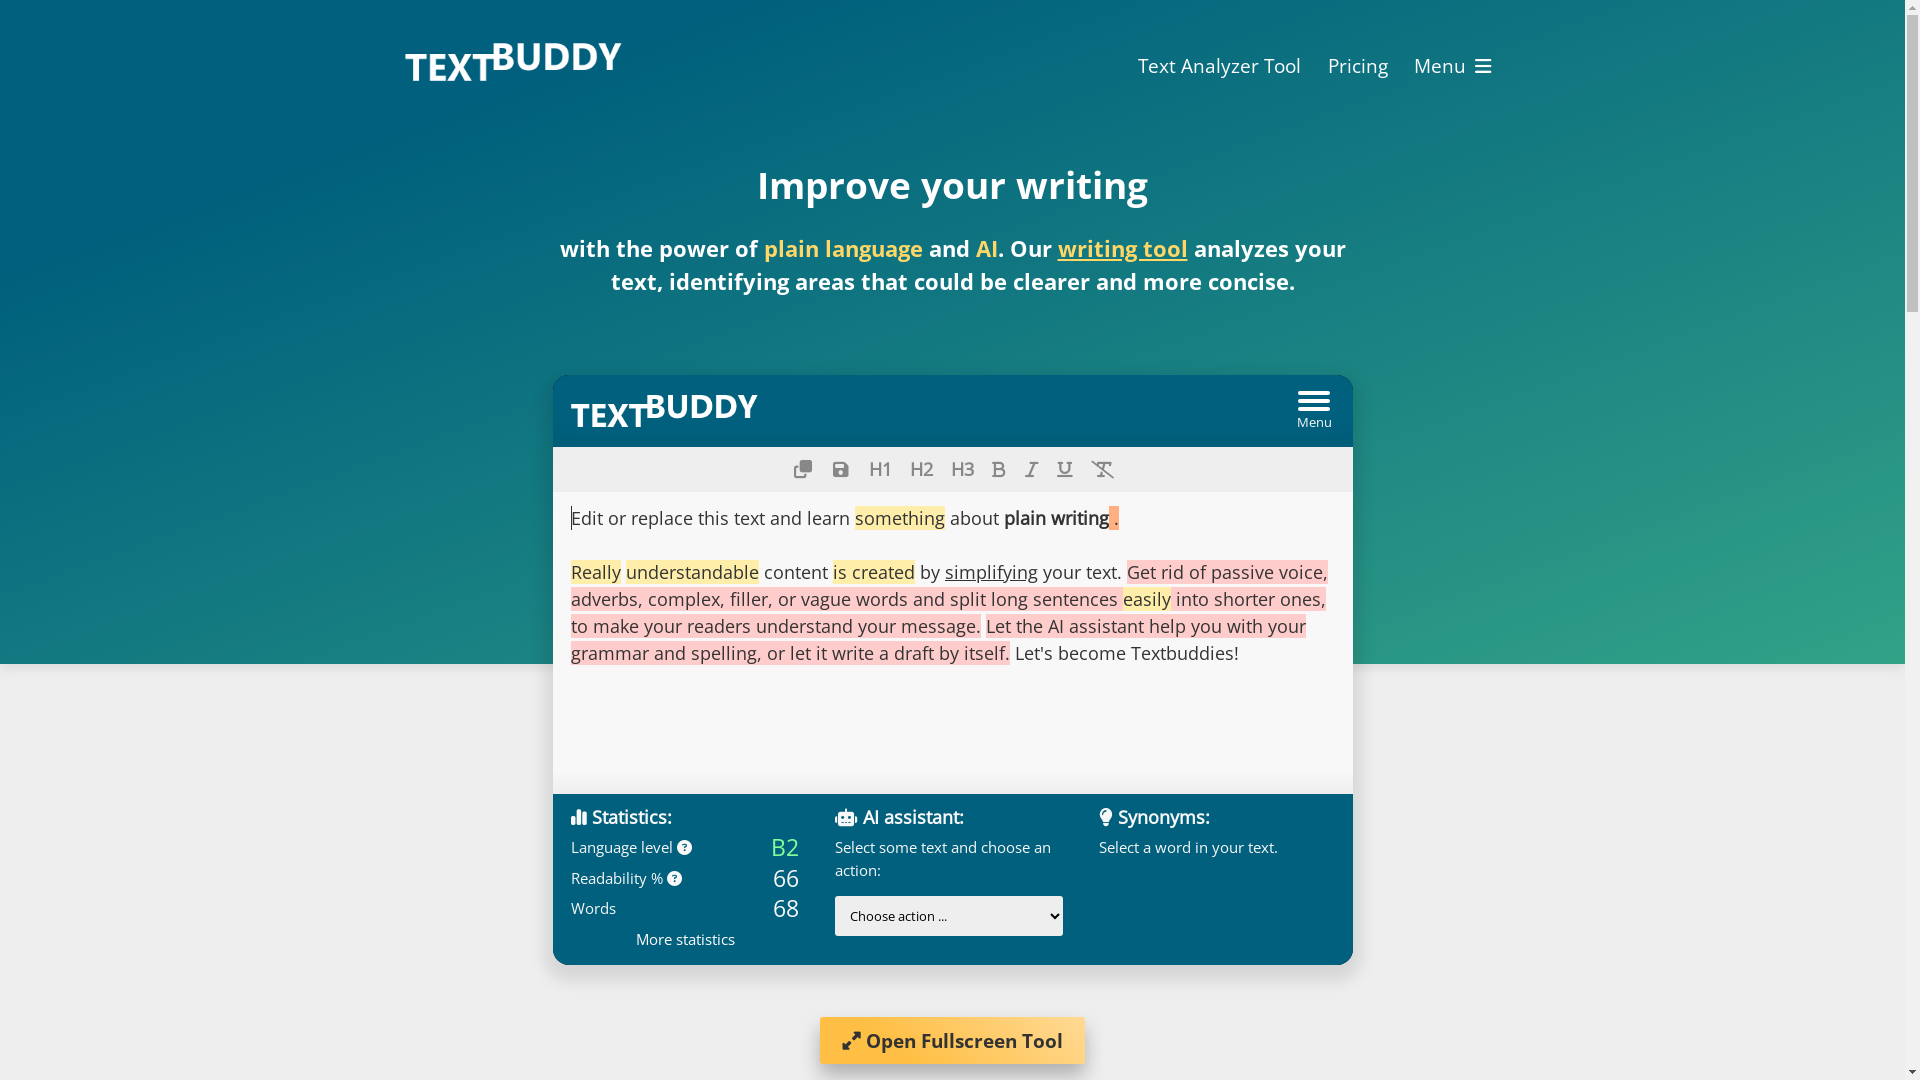 TEXTBUDDY
Text Analyzer Tool Pricing Menu
Improve your writing
with the power of plain language and AI. Our writing tool analyzes your
text, identifying areas that could be clearer and more concise.
TEXTBUDDY
Menu
H1 H2 H3 B I U T
Edit or replace this text and learn something about plain writing .
Really understandable content is created by simplifying your text. Get rid of passive voice,
adverbs, complex, filler, or vague words and split long sentences easily into shorter ones,
to make your readers understand your message. Let the AI assistant help you with your
grammar and spelling, or let it write a draft by itself. Let's become Textbuddies!
Statistics:
Language level ? B2
Readability % ? 66
Words 68
More statistics
AI assistant:
Select some text and choose an
action:
Choose action ...
Synonyms:
Select a word in your text.
Open Fullscreen Tool